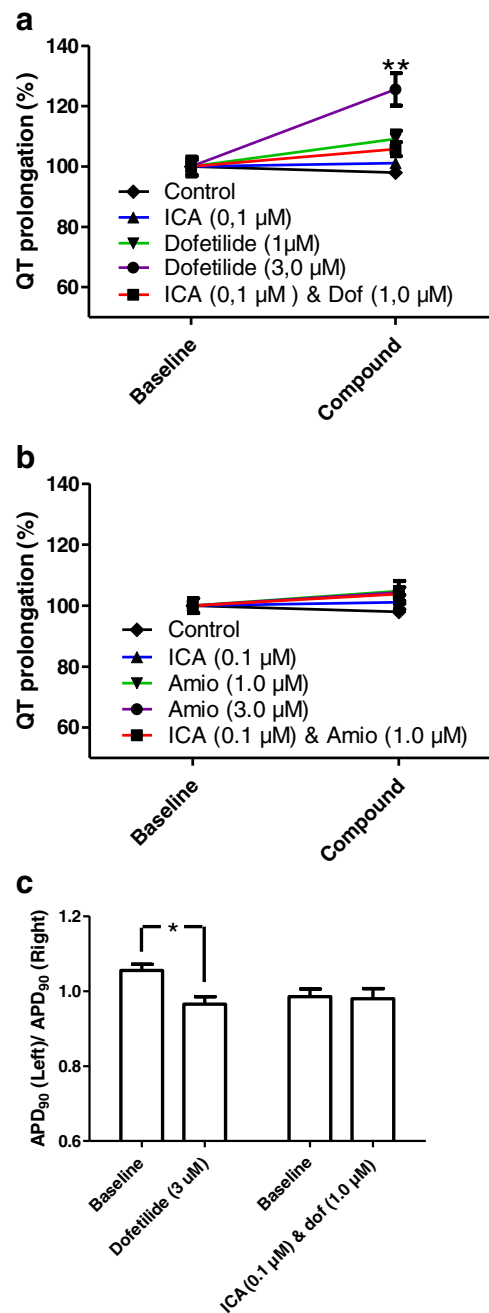 a
QT prolongation (%)
140
120
100
80
60
**
Control
ICA (0,1 µM)
Dofetilide (1µM)
Dofetilide (3,0 µM)
ICA (0,1 µM ) & Dof (1,0 µM)
Baseline
Compound
b
QT prolongation (%)
140
120
100
80
60
Control
ICA (0.1 µM)
Amio (1.0 µM)
Amio (3.0 µM)
ICA (0.1 µM) & Amio (1.0 µM)
Baseline
Compound
c
APD90 (Left)/ APD90 (Right)
1.2
1.0
0.8
0.6
*
Baseline
Dofetilide (3 uM)
Baseline
ICA (0.1 µM) & dof (1.0 µM)